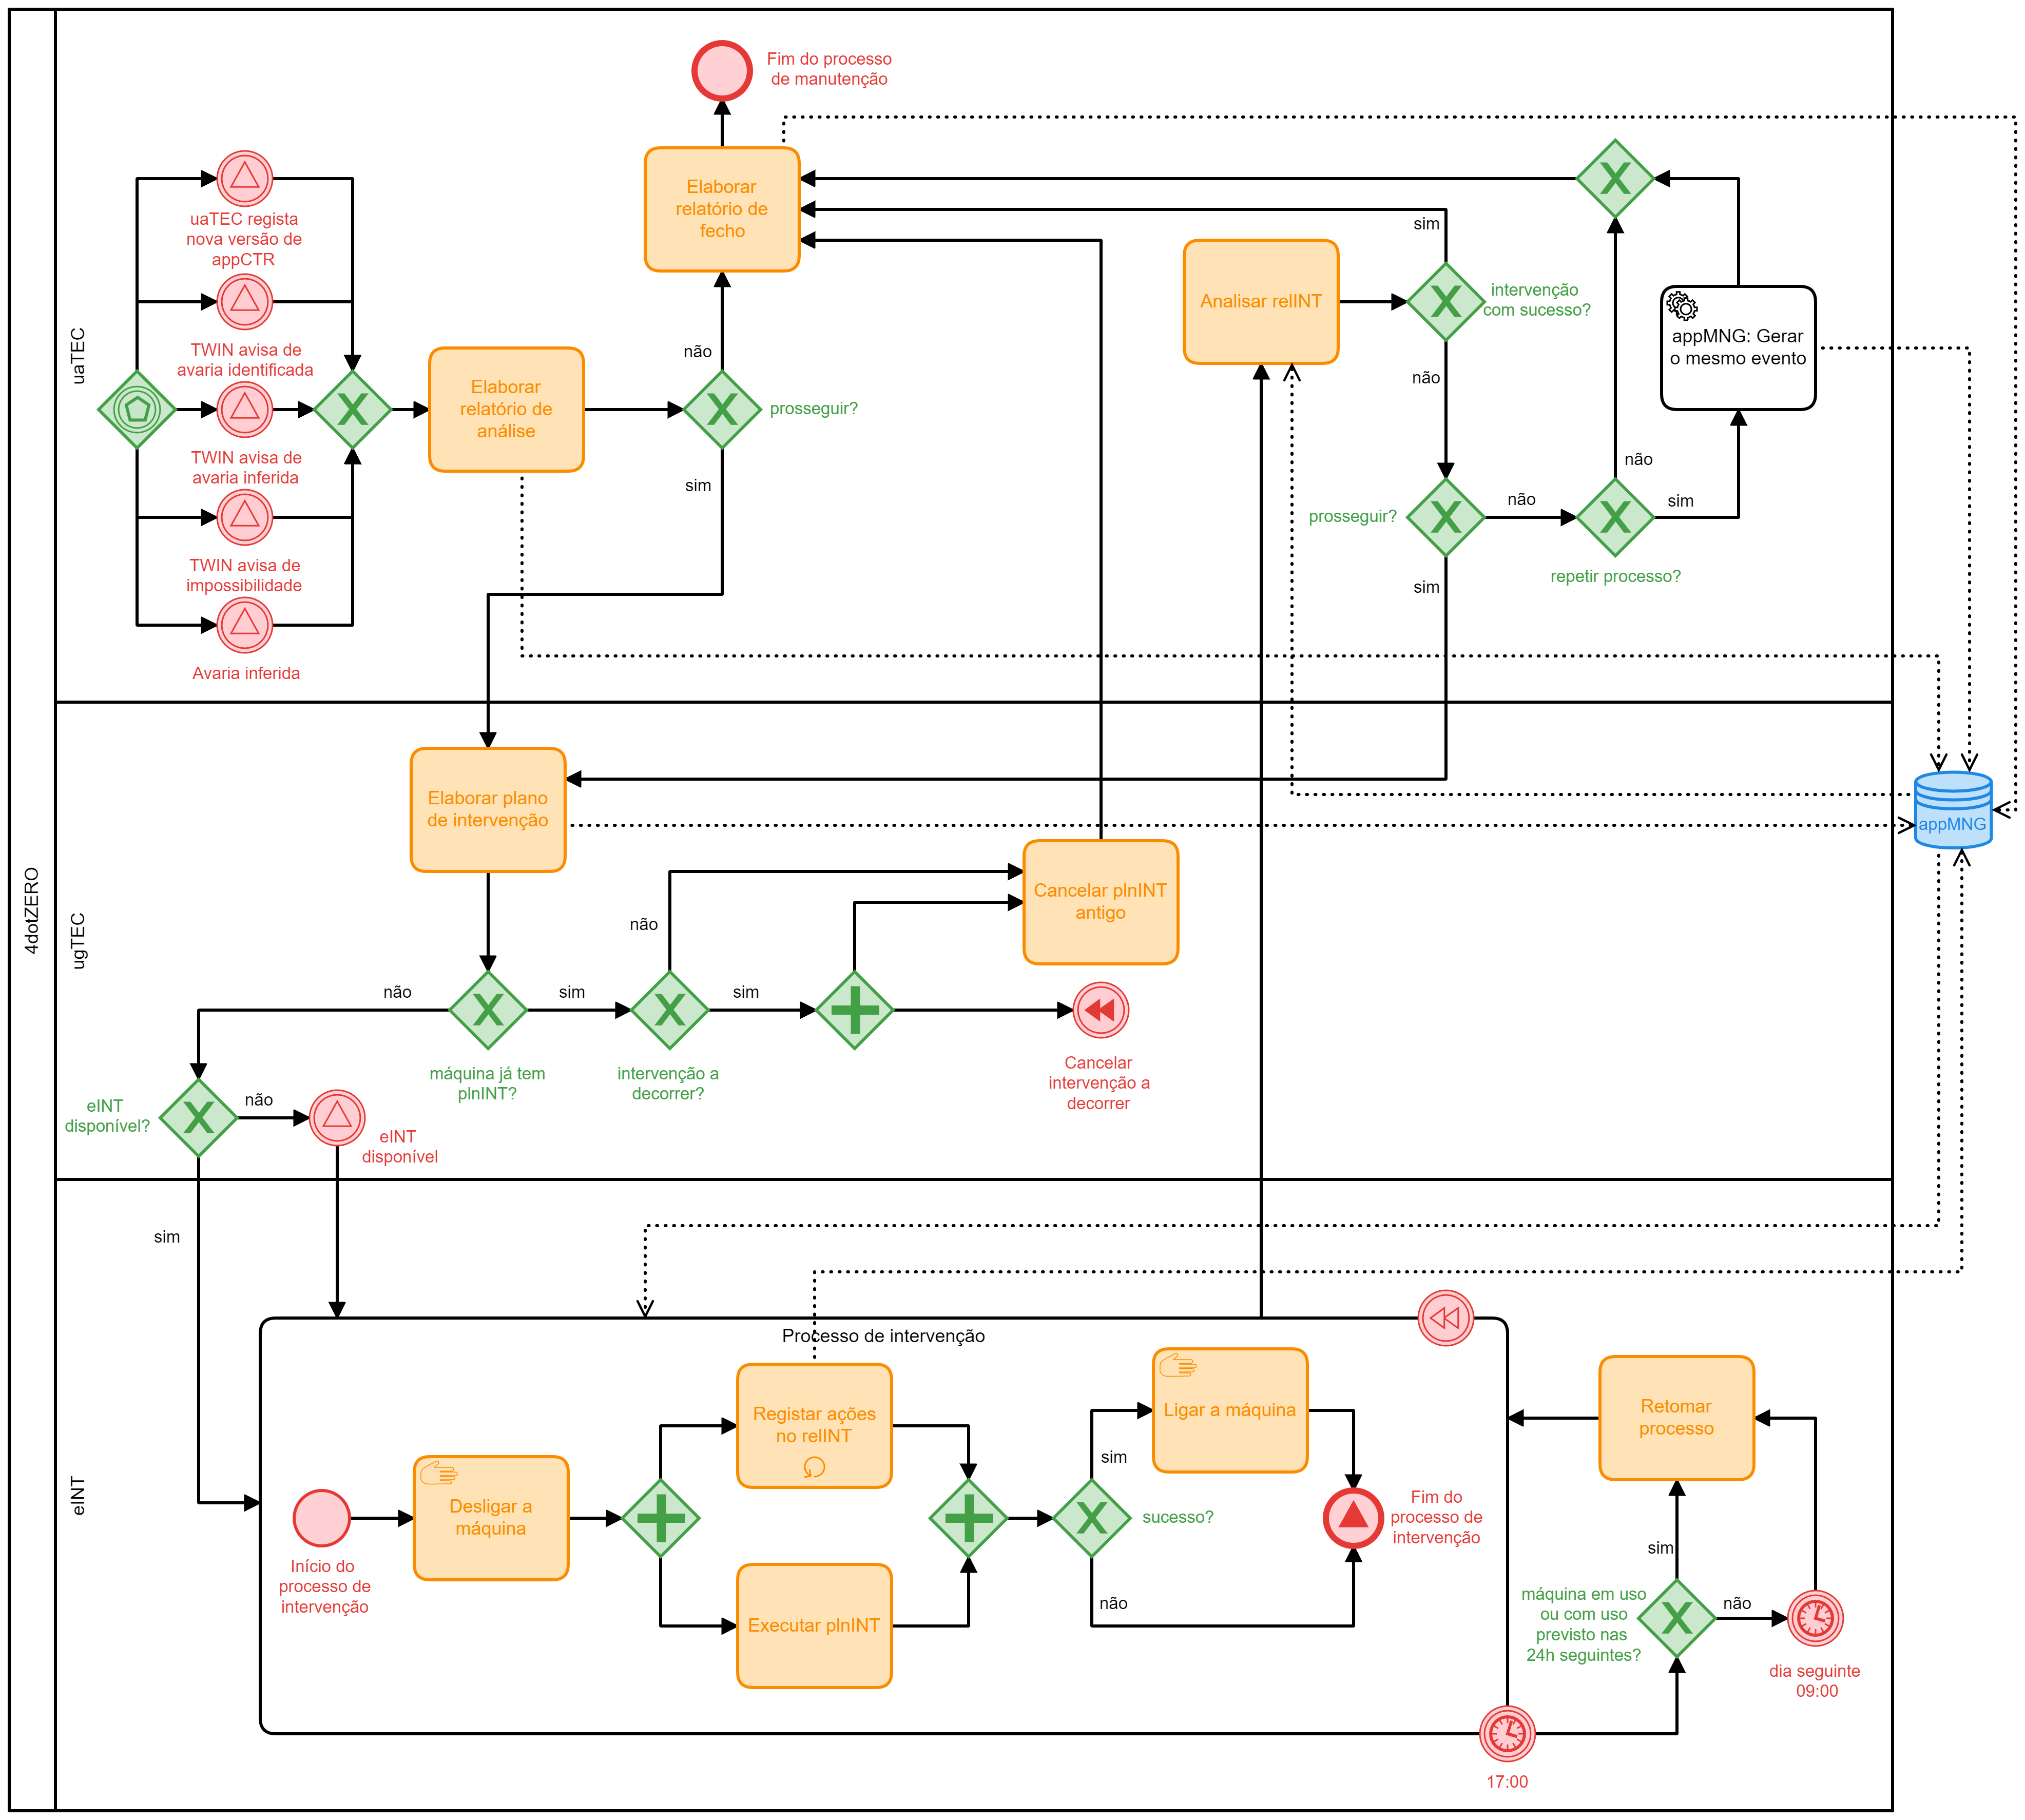 4dotZERO
uaTEC
Fim do processo
de manutenção
uaTEC regista
nova versão de
appCTR
TWIN avisa de
avaria identificada
TWIN avisa de
avaria inferida
TWIN avisa de
impossibilidade
Avaria inferida
Elaborar
relatório de
análise
Elaborar
relatório de
fecho
não
prosseguir?
sim
Analisar relINT
sim
intervenção
com sucesso?
não
prosseguir?
não
sim
repetir processo?
não
sim
appMNG: Gerar
o mesmo evento
appMNG
ugTEC
Elaborar plano
de intervenção
não
máquina já tem
plnINT?
sim
não
intervenção a
decorrer?
sim
Cancelar plnINT
antigo
Cancelar
intervenção a
decorrer
eINT
disponível?
não
eINT
disponível
sim
eINT
Processo de intervenção
Início do
processo de
intervenção
Desligar a
máquina
Registar ações
no relINT
Executar plnINT
sucesso?
sim
não
Ligar a máquina
Fim do
processo de
intervenção
Retomar
processo
sim
máquina em uso
ou com uso
previsto nas
24h seguintes?
não
dia seguinte
09:00
17:00